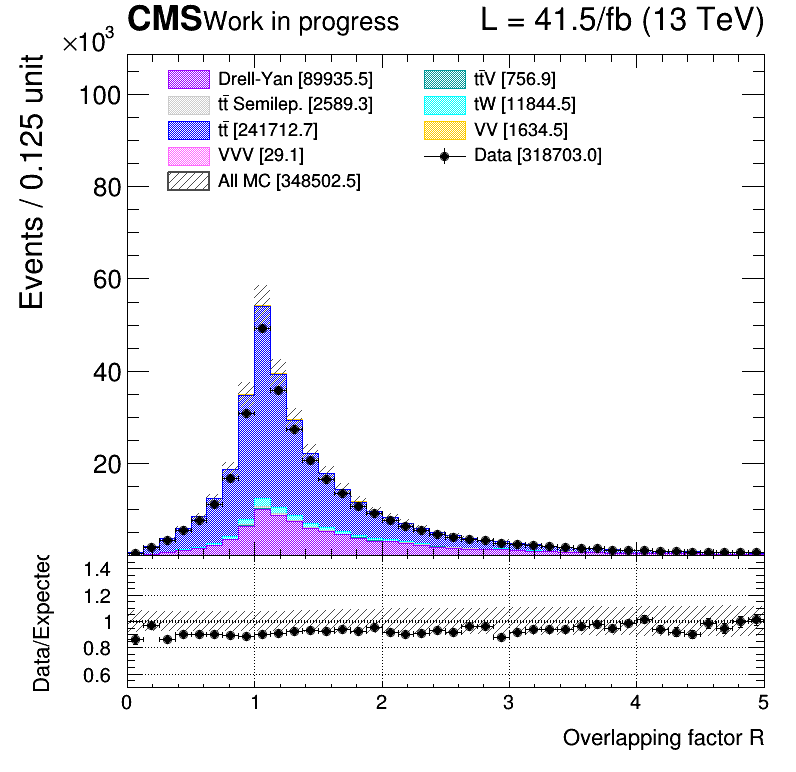 CMS Work in progress L = 41.5/fb (13 TeV)
×10³
Events / 0.125 unit
100
80
60
40
20
Drell-Yan [89935.5]
tt̄ Semilep. [2589.3]
tt̄ [241712.7]
VVV [29.1]
All MC [348502.5]
tt̄V [756.9]
tW [11844.5]
VV [1634.5]
Data [318703.0]
Data/Expected
1.4
1.2
1
0.8
0.6
0 1 2 3 4 5
Overlapping factor R